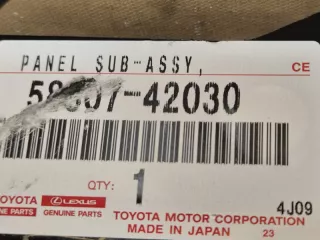 PANEL SUB-ASSY,
CE
42030
QTY: 1
4J09
TOYOTA LEXUS
GENUINE PARTS
TOYOTA MOTOR CORPORATION
MADE IN JAPAN 23